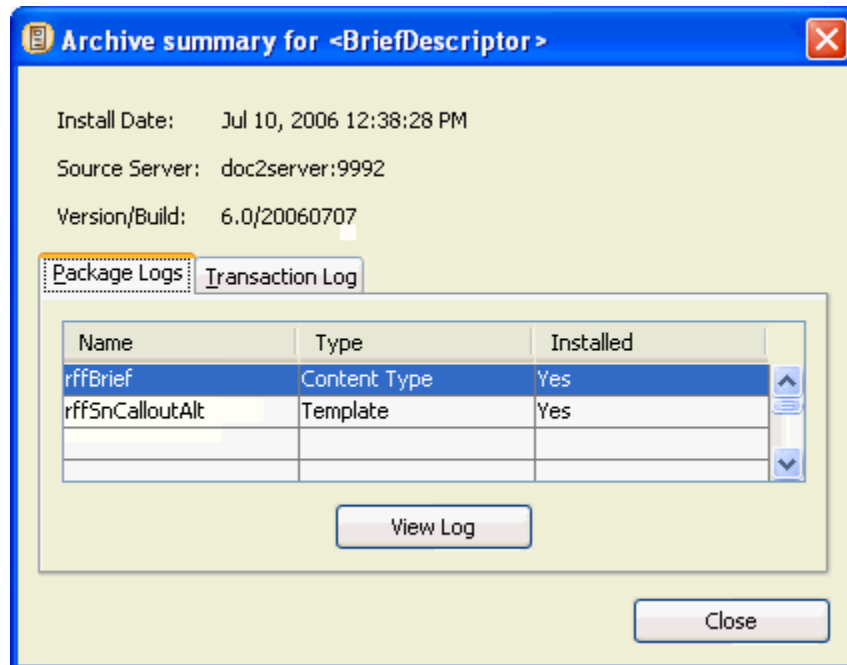 Archive summary for <BriefDescriptor>
Install Date: Jul 10, 2006 12:38:28 PM
Source Server: doc2server:9992
Version/Build: 6.0/20060707
Package Logs Transaction Log
Name Type Installed
rffBrief Content Type Yes
rffSnCalloutAlt Template Yes
View Log
Close